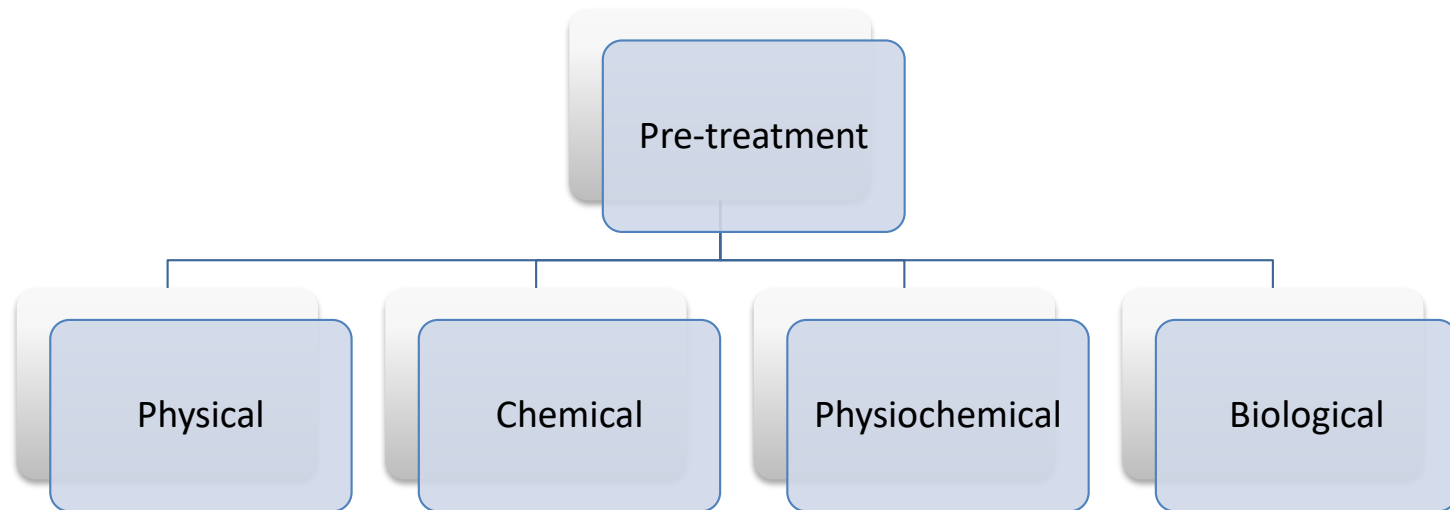 Pre-treatment
Physical
Chemical
Physiochemical
Biological